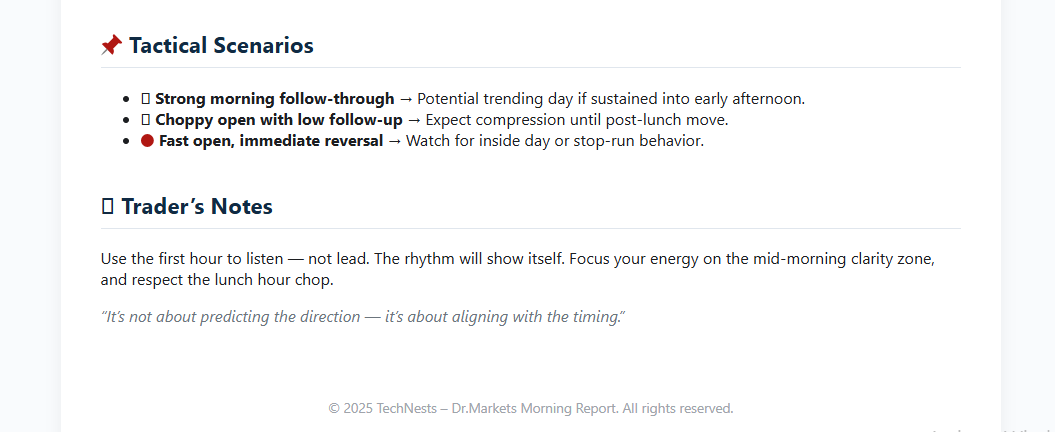 📌 Tactical Scenarios
• Strong morning follow-through → Potential trending day if sustained into early afternoon.
• Choppy open with low follow-up → Expect compression until post-lunch move.
• 🔴 Fast open, immediate reversal → Watch for inside day or stop-run behavior.
Trader’s Notes
Use the first hour to listen — not lead. The rhythm will show itself. Focus your energy on the mid-morning clarity zone,
and respect the lunch hour chop.
“It’s not about predicting the direction — it’s about aligning with the timing.”
© 2025 TechNests – Dr.Markets Morning Report. All rights reserved.